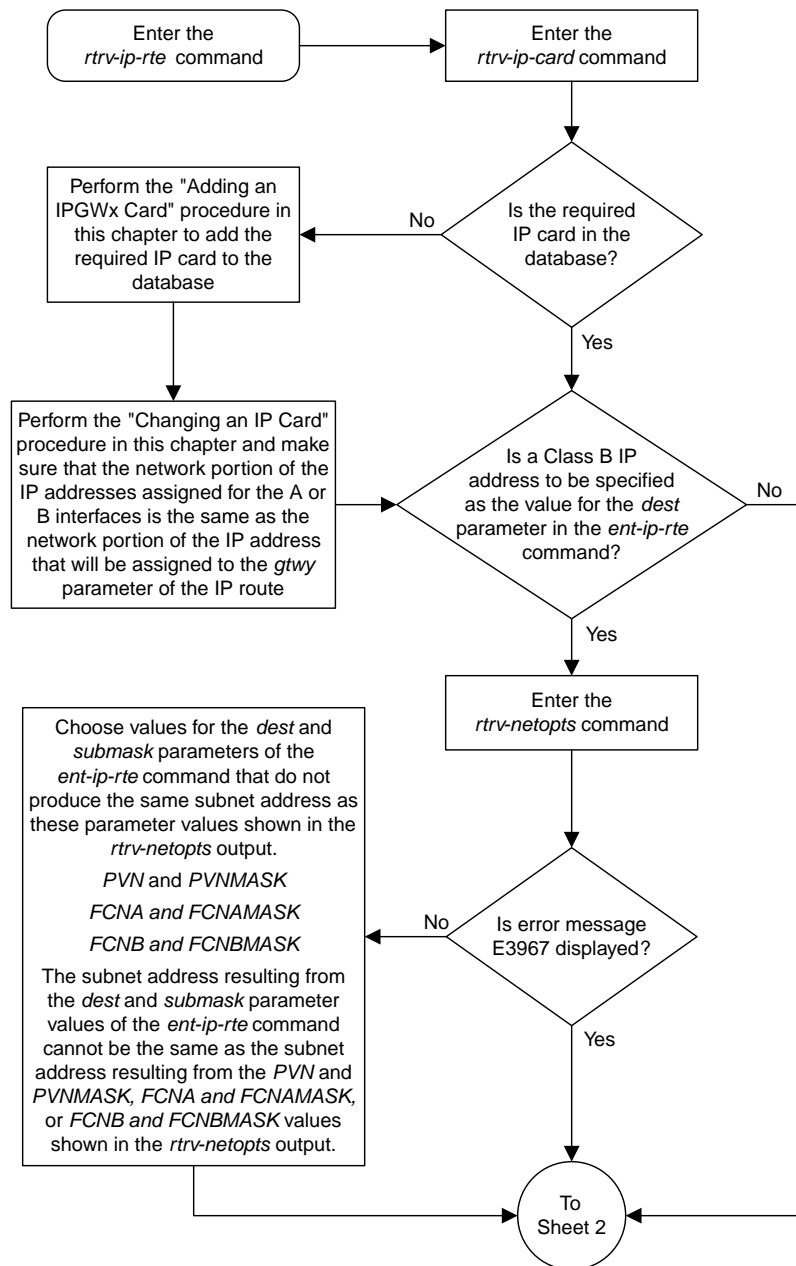 Enter the
rtrv-ip-rte command
Enter the
rtrv-ip-card command
Is the required
IP card in the
database?
No
Yes
Perform the "Adding an
IPGWx Card" procedure in
this chapter to add the
required IP card to the
database
Perform the "Changing an IP Card"
procedure in this chapter and make
sure that the network portion of the
IP addresses assigned for the A or
B interfaces is the same as the
network portion of the IP address
that will be assigned to the gtwy
parameter of the IP route
Is a Class B IP
address to be specified
as the value for the dest
parameter in the ent-ip-rte
command?
No
Yes
Enter the
rtrv-netopts command
Is error message
E3967 displayed?
No
Yes
Choose values for the dest and
submask parameters of the
ent-ip-rte command that do not
produce the same subnet address as
these parameter values shown in the
rtrv-netopts output.
PVN and PVNMASK
FCNA and FCNAMASK
FCNB and FCNBMASK
The subnet address resulting from
the dest and submask parameter
values of the ent-ip-rte command
cannot be the same as the subnet
address resulting from the PVN and
PVNMASK, FCNA and FCNAMASK,
or FCNB and FCNBMASK values
shown in the rtrv-netopts output.
To
Sheet 2